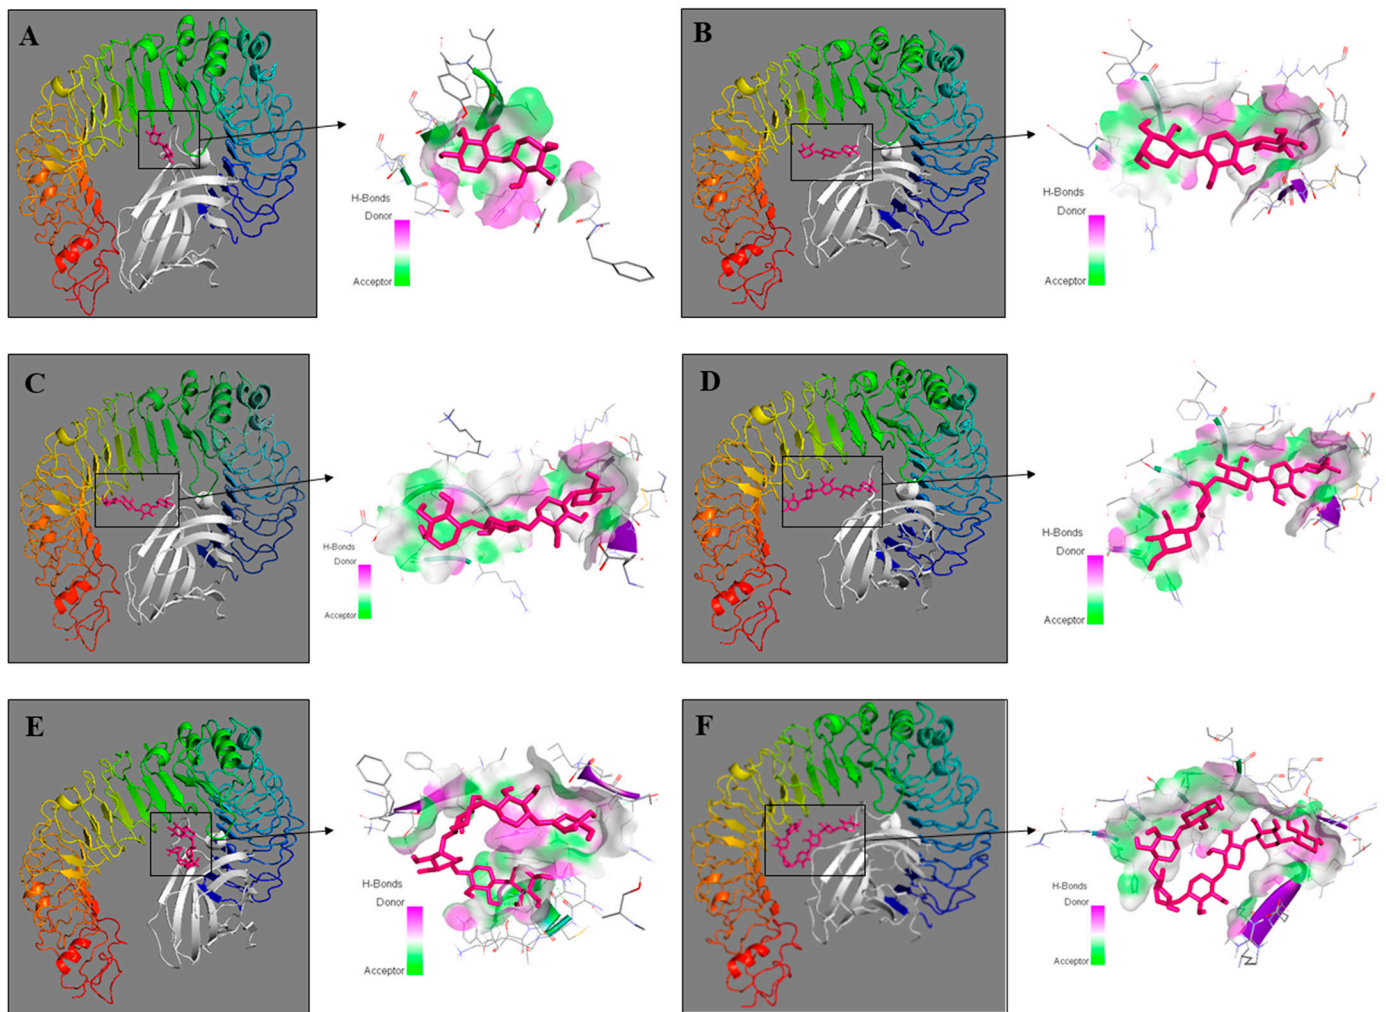 A
H-Bonds
Donor
Acceptor
B
H-Bonds
Donor
Acceptor
C
H-Bonds
Donor
Acceptor
D
H-Bonds
Donor
Acceptor
E
H-Bonds
Donor
Acceptor
F
H-Bonds
Donor
Acceptor